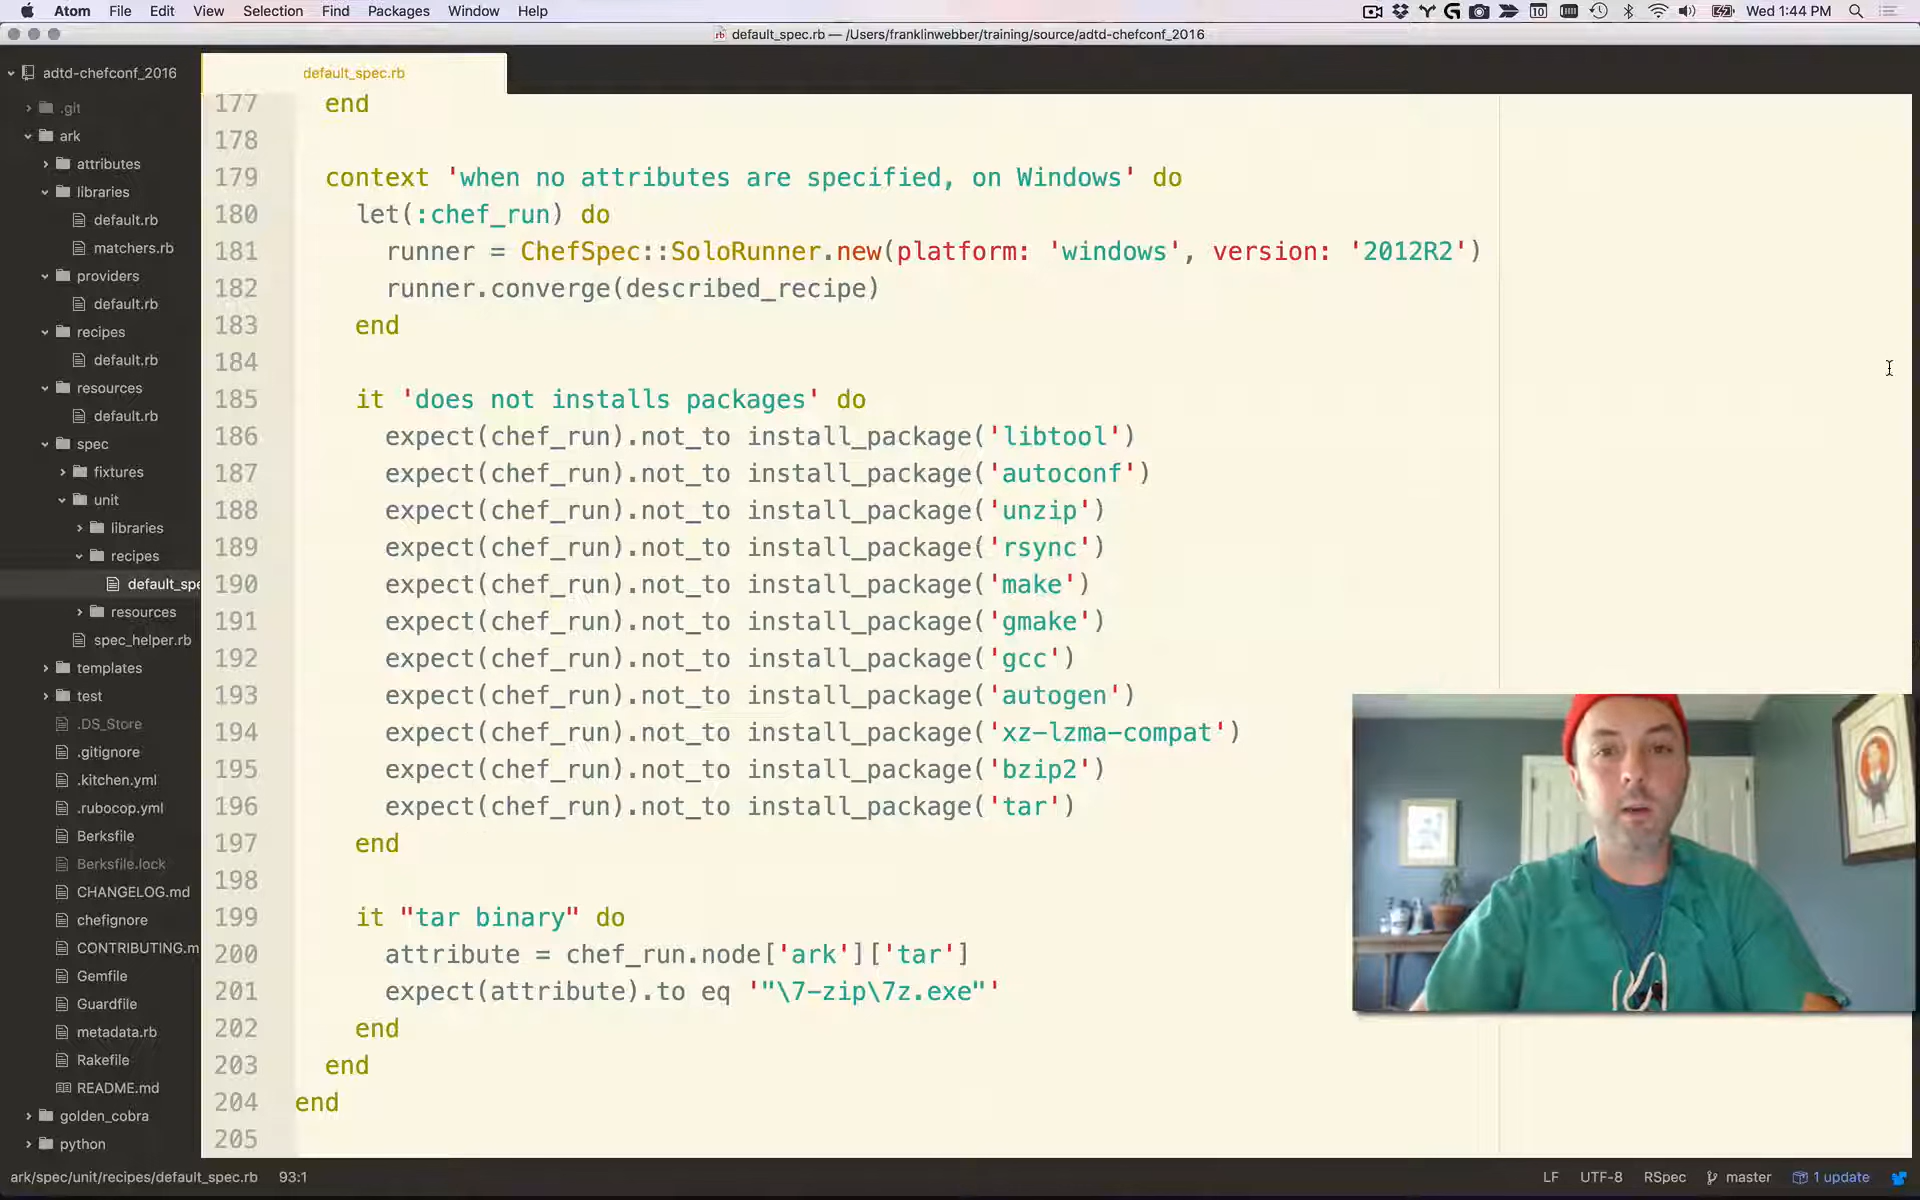 Atom File Edit View Selection Find Packages Window Help
10 Wed 1:44 PM
default_spec.rb — /Users/franklinwebber/training/source/adtd-chefconf_2016
adtd-chefconf_2016
.git
ark
attributes
libraries
default.rb
matchers.rb
providers
default.rb
recipes
default.rb
resources
default.rb
spec
fixtures
unit
libraries
recipes
default_spe
resources
spec_helper.rb
templates
test
.DS_Store
.gitignore
.kitchen.yml
.rubocop.yml
Berksfile
Berksfile.lock
CHANGELOG.md
chefignore
CONTRIBUTING.m
Gemfile
Guardfile
metadata.rb
Rakefile
README.md
golden_cobra
python
default_spec.rb
177 end
178
179 context 'when no attributes are specified, on Windows' do
180 let(:chef_run) do
181 runner = ChefSpec::SoloRunner.new(platform: 'windows', version: '2012R2')
182 runner.converge(described_recipe)
183 end
184
185 it 'does not installs packages' do
186 expect(chef_run).not_to install_package('libtool')
187 expect(chef_run).not_to install_package('autoconf')
188 expect(chef_run).not_to install_package('unzip')
189 expect(chef_run).not_to install_package('rsync')
190 expect(chef_run).not_to install_package('make')
191 expect(chef_run).not_to install_package('gmake')
192 expect(chef_run).not_to install_package('gcc')
193 expect(chef_run).not_to install_package('autogen')
194 expect(chef_run).not_to install_package('xz-lzma-compat')
195 expect(chef_run).not_to install_package('bzip2')
196 expect(chef_run).not_to install_package('tar')
197 end
198
199 it "tar binary" do
200 attribute = chef_run.node['ark']['tar']
201 expect(attribute).to eq '"\7-zip\7z.exe"'
202 end
203 end
204 end
205
ark/spec/unit/recipes/default_spec.rb 93:1 LF UTF-8 RSpec master 1 update